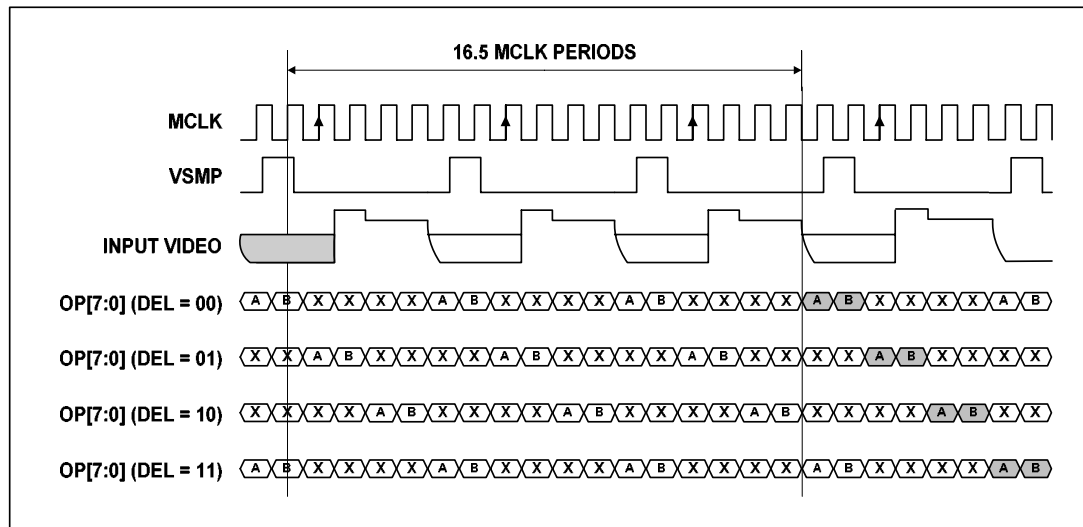 16.5 MCLK PERIODS
MCLK
VSMP
INPUT VIDEO
OP[7:0] (DEL = 00) A B X X X X A B X X X X A B X X X X A B X X X X A B
OP[7:0] (DEL = 01) X X A B X X X X A B X X X X A B X X X X A B X X X X
OP[7:0] (DEL = 10) X X X X A B X X X X A B X X X X A B X X X X A B X X
OP[7:0] (DEL = 11) A B X X X X A B X X X X A B X X X X A B X X X X A B